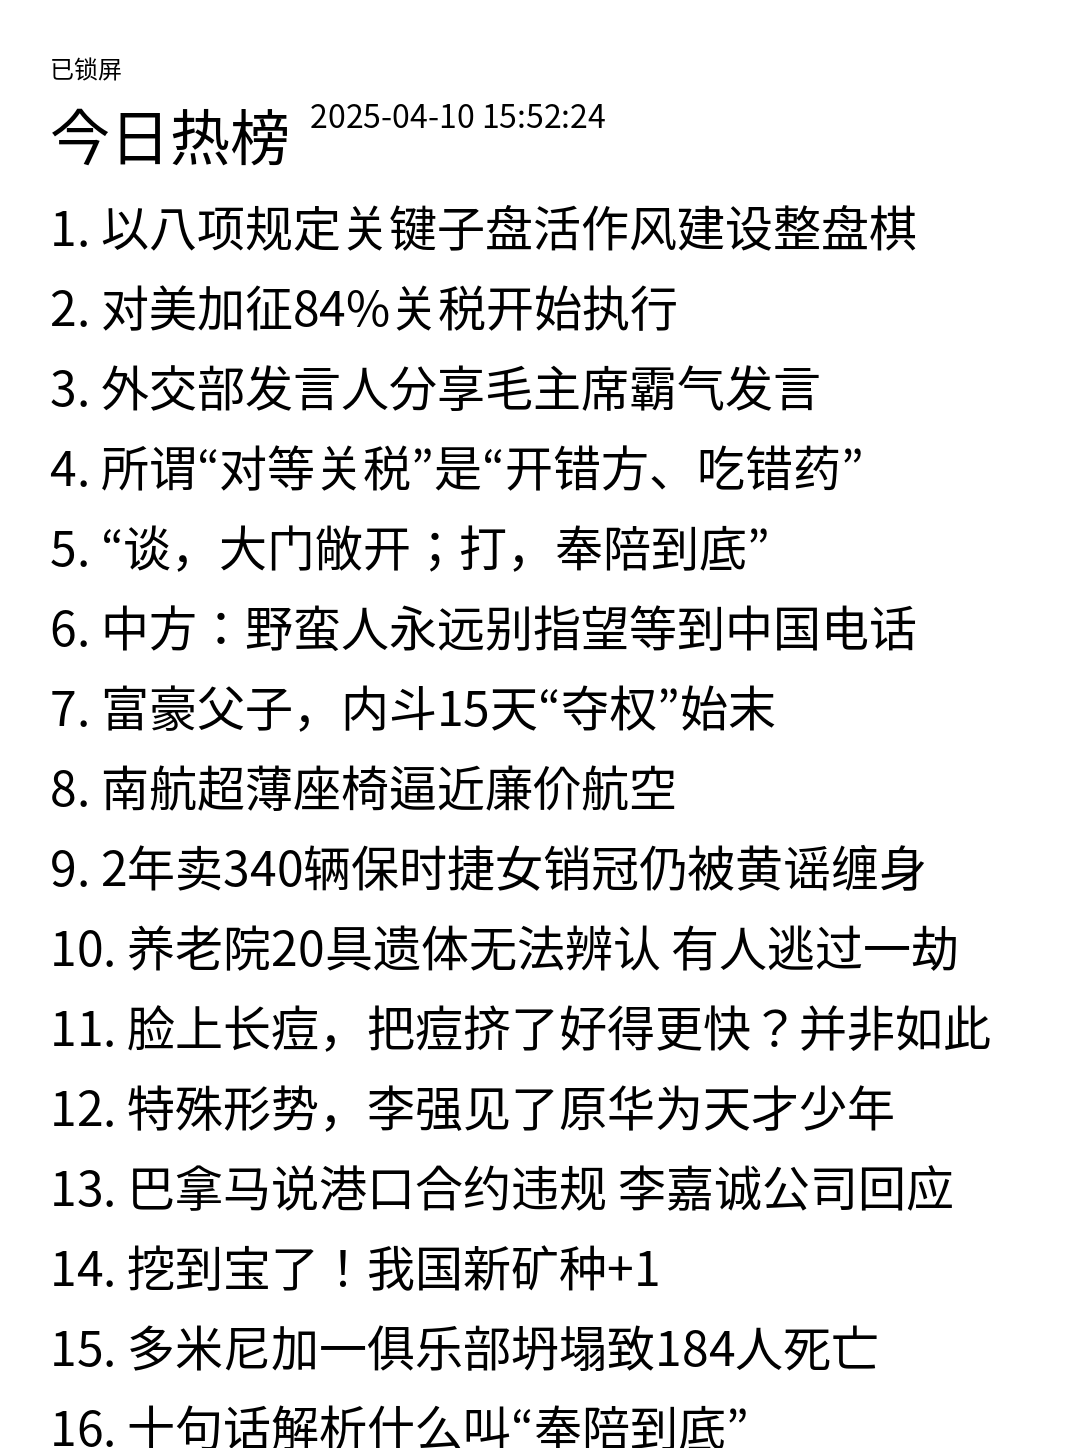 已锁屏
今日热榜 2025-04-10 15:52:24
1. 以八项规定关键子盘活作风建设整盘棋
2. 对美加征84%关税开始执行
3. 外交部发言人分享毛主席霸气发言
4. 所谓“对等关税”是“开错方、吃错药”
5. “谈，大门敞开；打，奉陪到底”
6. 中方：野蛮人永远别指望等到中国电话
7. 富豪父子，内斗15天“夺权”始末
8. 南航超薄座椅逼近廉价航空
9. 2年卖340辆保时捷女销冠仍被黄谣缠身
10. 养老院20具遗体无法辨认 有人逃过一劫
11. 脸上长痘，把痘挤了好得更快？并非如此
12. 特殊形势，李强见了原华为天才少年
13. 巴拿马说港口合约违规 李嘉诚公司回应
14. 挖到宝了！我国新矿种+1
15. 多米尼加一俱乐部坍塌致184人死亡
16. 十句话解析什么叫“奉陪到底”